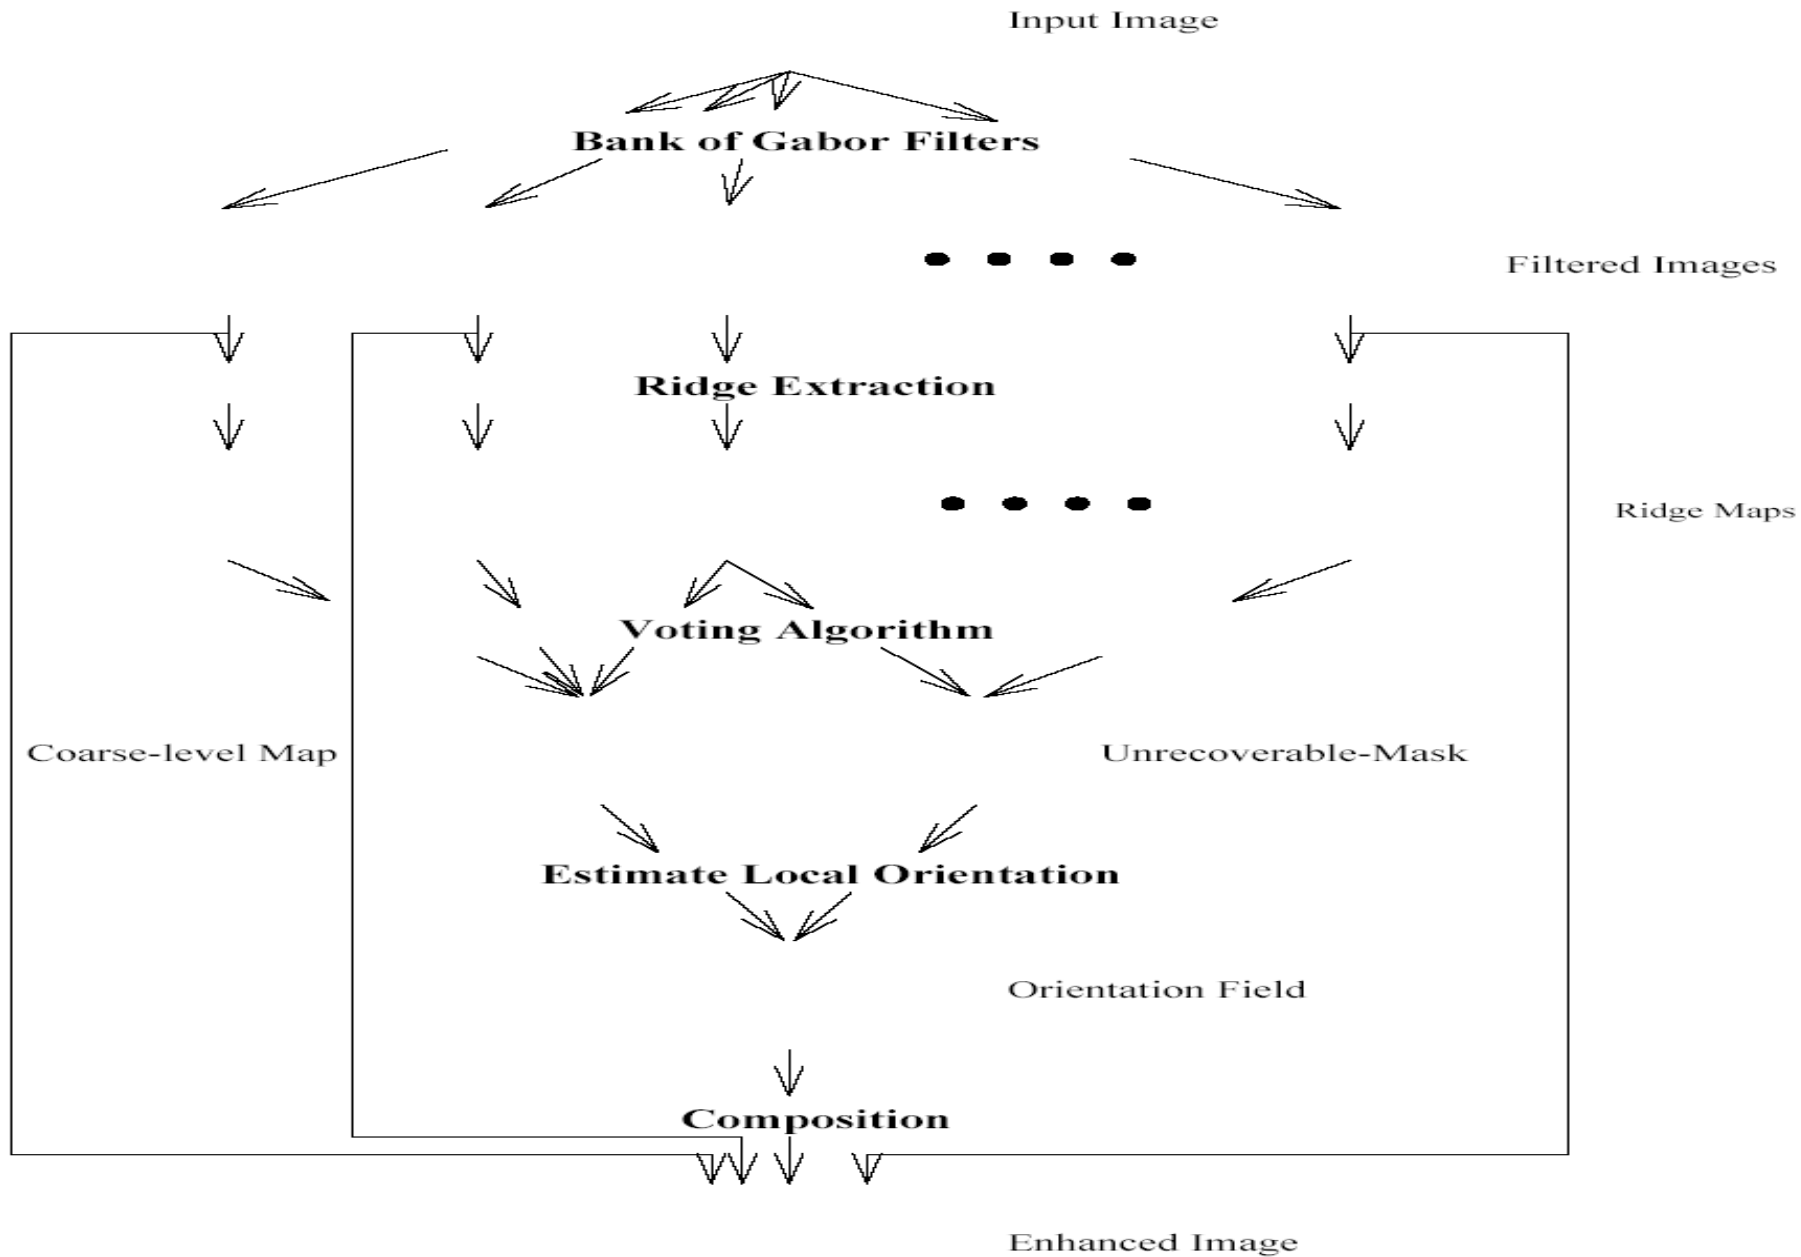 Input Image
Bank of Gabor Filters
Filtered Images
Ridge Extraction
Ridge Maps
Voting Algorithm
Coarse-level Map
Unrecoverable-Mask
Estimate Local Orientation
Orientation Field
Composition
Enhanced Image